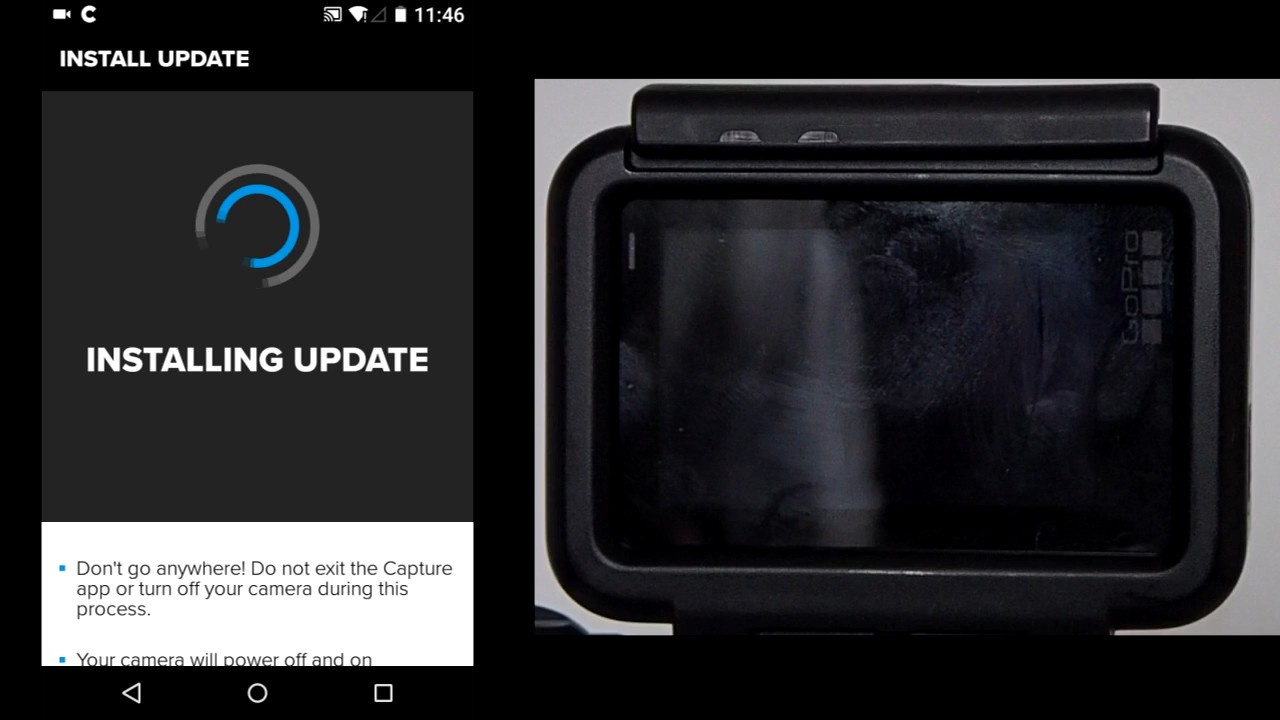 11:46
INSTALL UPDATE
INSTALLING UPDATE
Don't go anywhere! Do not exit the Capture
app or turn off your camera during this
process.
Your camera will power off and on
GoPro